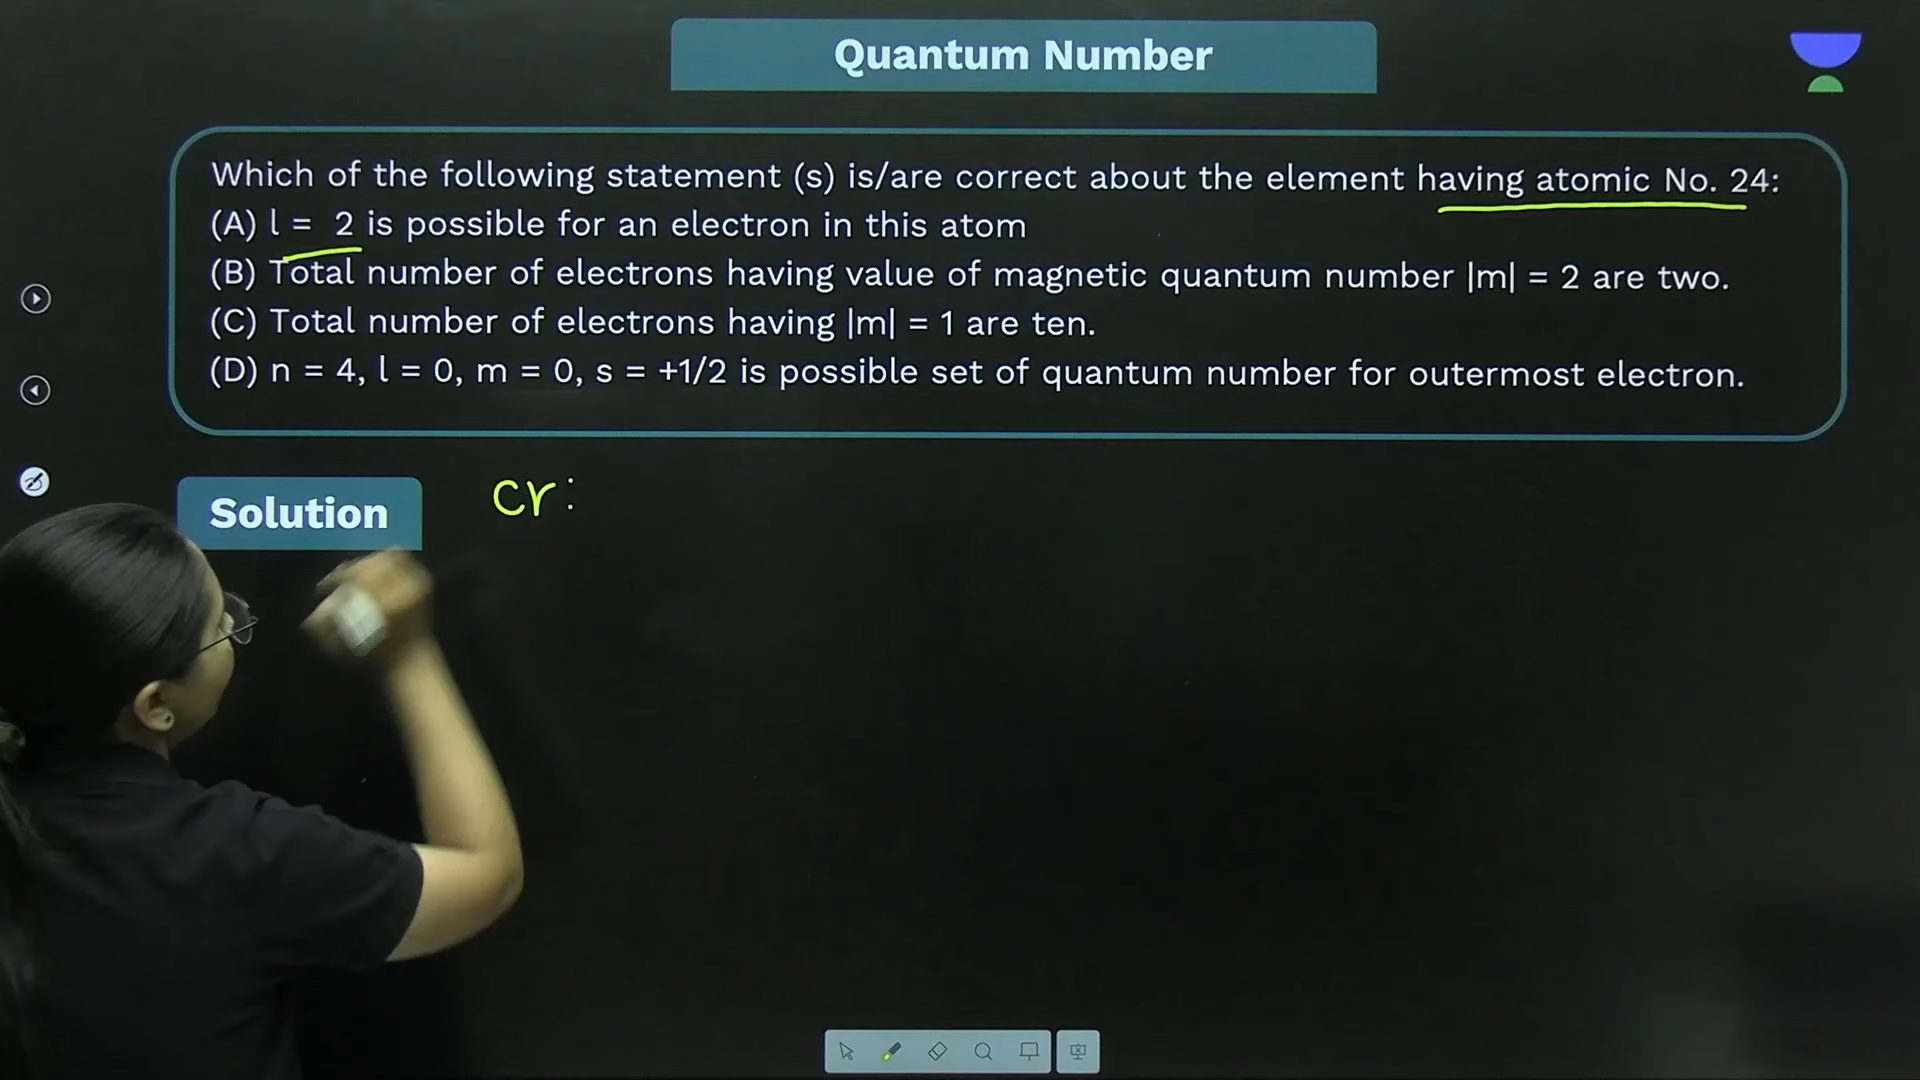 Quantum Number
Which of the following statement (s) is/are correct about the element having atomic No. 24:
(A) l = 2 is possible for an electron in this atom
(B) Total number of electrons having value of magnetic quantum number |m| = 2 are two.
(C) Total number of electrons having |m| = 1 are ten.
(D) n = 4, l = 0, m = 0, s = +1/2 is possible set of quantum number for outermost electron.
Solution
cr: